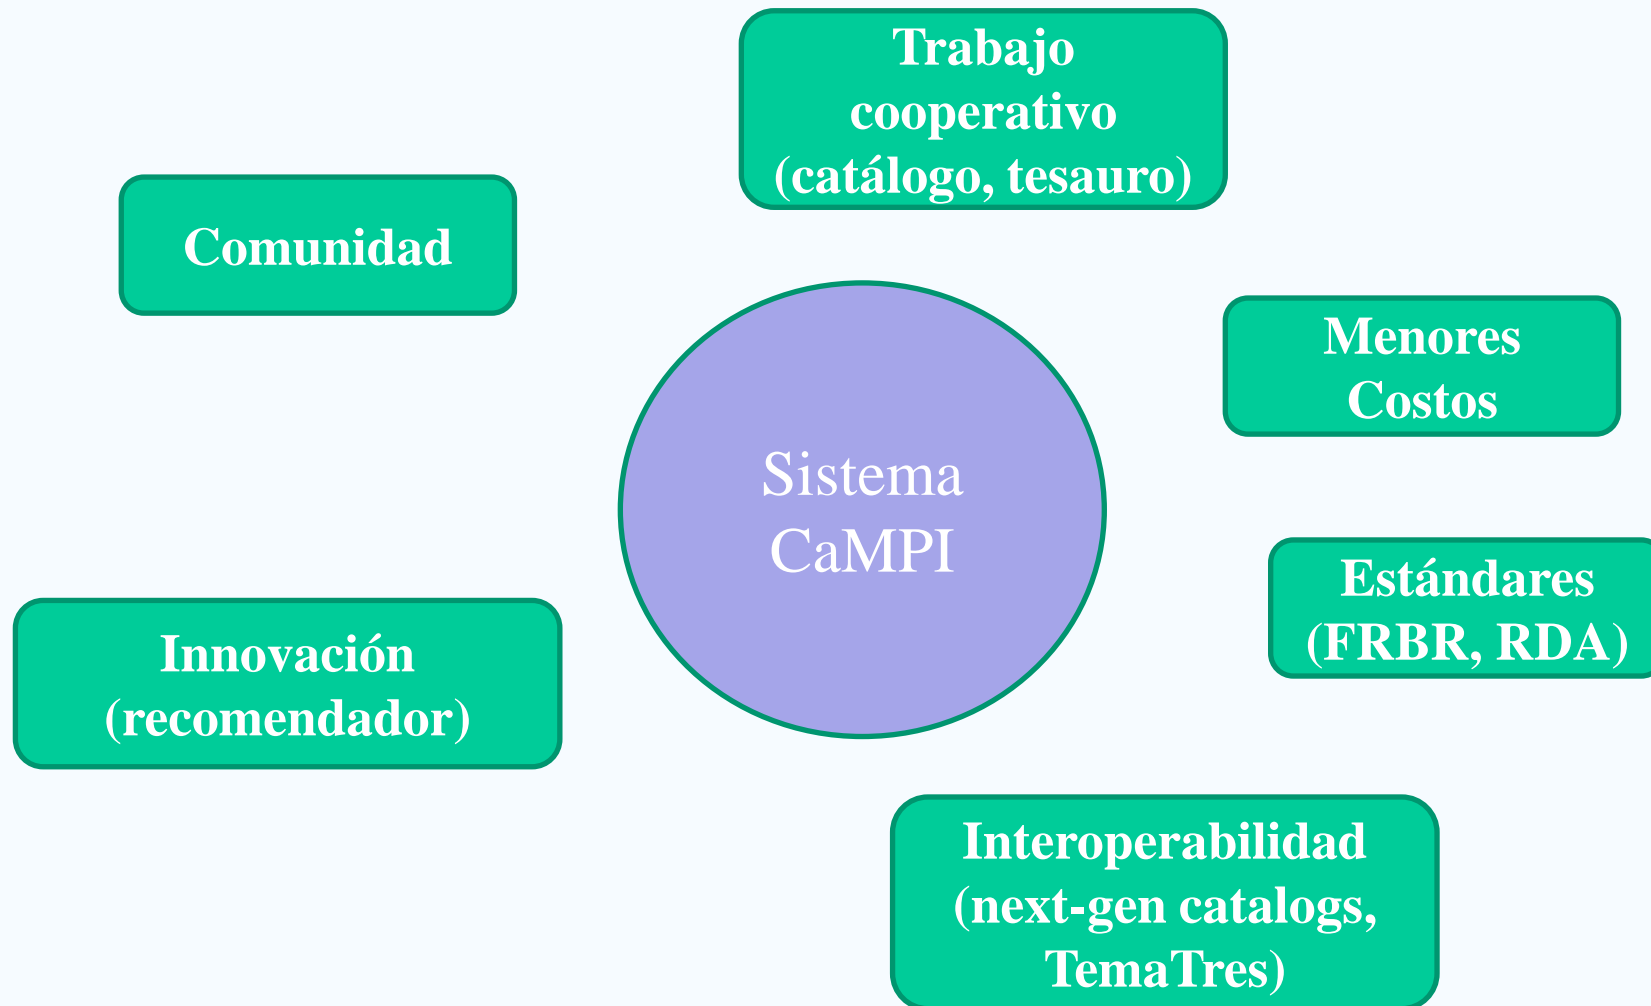 Trabajo
cooperativo
(catálogo, tesauro)
Comunidad
Menores
Costos
Sistema
CaMPI
Estándares
(FRBR, RDA)
Innovación
(recomendador)
Interoperabilidad
(next-gen catalogs,
TemaTres)